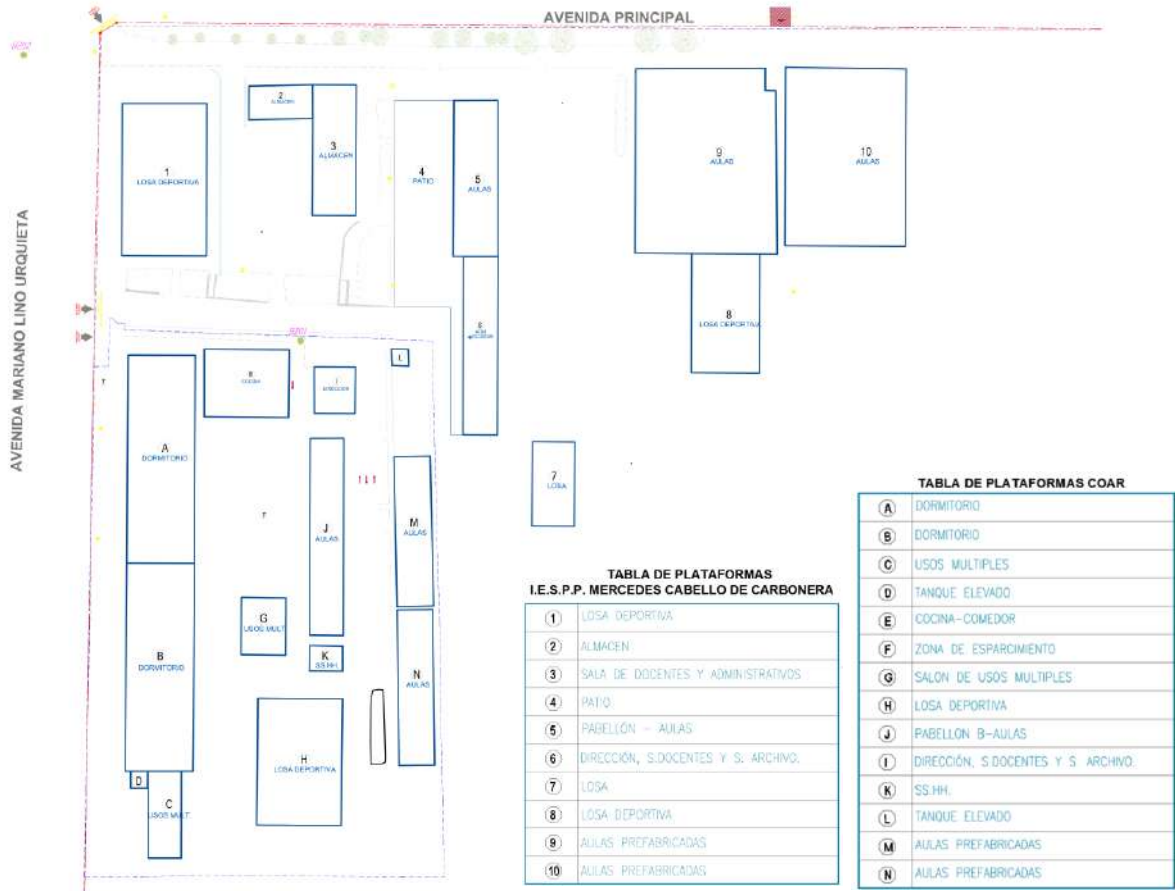 AVENIDA PRINCIPAL
AVENIDA MARIANO LINO URQUIETA
1
LOSA DEPORTIVA
2
ALMACEN
3
ALMACEN
4
PATIO
5
AULAS
9
AULAS
10
AULAS
8
LOSA DEPORTIVA
7
LOSA
A
DORMITORIO
B
DORMITORIO
D
C
USOS MULT.
I
L
J
AULAS
M
AULAS
G
USOS MULT
K
SS.HH.
N
AULAS
H
LOSA DEPORTIVA
TABLA DE PLATAFORMAS
I.E.S.P.P. MERCEDES CABELLO DE CARBONERA
1 LOSA DEPORTIVA
2 ALMACEN
3 SALA DE DOCENTES Y ADMINISTRATIVOS
4 PATIO
5 PABELLÓN - AULAS
6 DIRECCIÓN, S.DOCENTES Y S. ARCHIVO.
7 LOSA
8 LOSA DEPORTIVA
9 AULAS PREFABRICADAS
10 AULAS PREFABRICADAS
TABLA DE PLATAFORMAS COAR
A DORMITORIO
B DORMITORIO
C USOS MULTIPLES
D TANQUE ELEVADO
E COCINA-COMEDOR
F ZONA DE ESPARCIMIENTO
G SALON DE USOS MULTIPLES
H LOSA DEPORTIVA
J PABELLON B-AULAS
I DIRECCIÓN, S.DOCENTES Y S. ARCHIVO.
K SS.HH.
L TANQUE ELEVADO
M AULAS PREFABRICADAS
N AULAS PREFABRICADAS